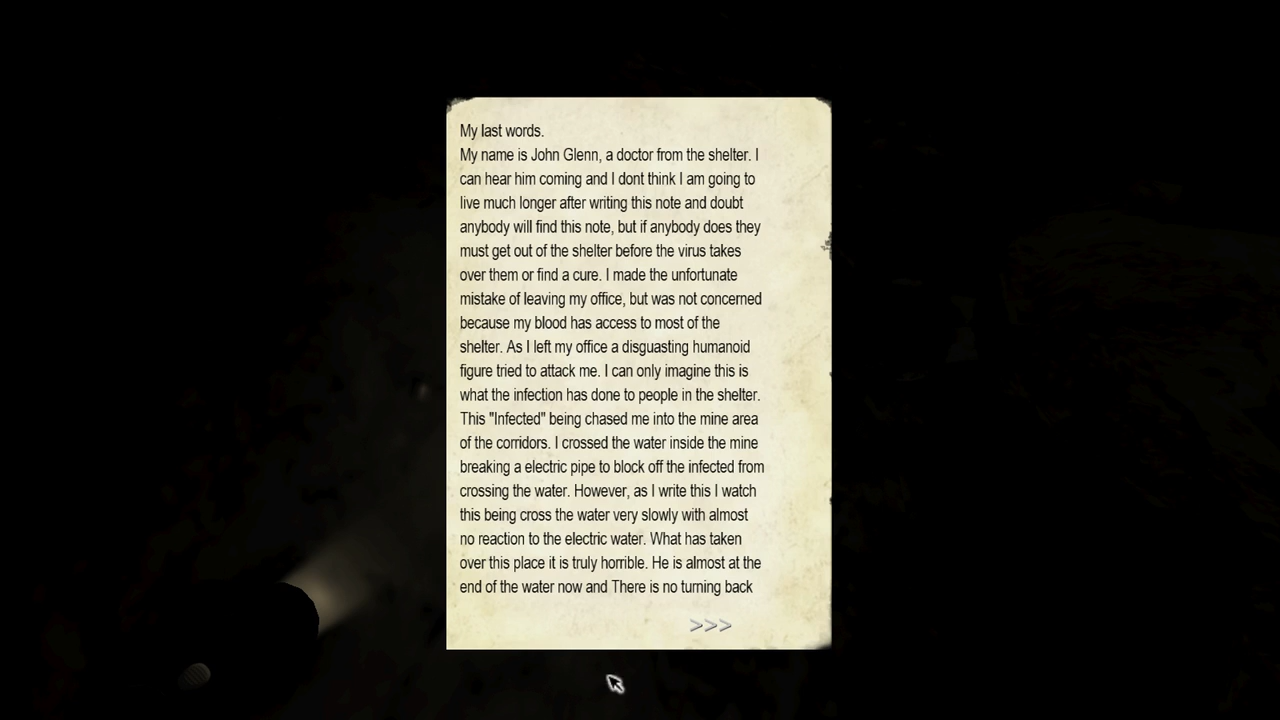 My last words.
My name is John Glenn, a doctor from the shelter. I
can hear him coming and I dont think I am going to
live much longer after writing this note and doubt
anybody will find this note, but if anybody does they
must get out of the shelter before the virus takes
over them or find a cure. I made the unfortunate
mistake of leaving my office, but was not concerned
because my blood has access to most of the
shelter. As I left my office a disguasting humanoid
figure tried to attack me. I can only imagine this is
what the infection has done to people in the shelter.
This "Infected" being chased me into the mine area
of the corridors. I crossed the water inside the mine
breaking a electric pipe to block off the infected from
crossing the water. However, as I write this I watch
this being cross the water very slowly with almost
no reaction to the electric water. What has taken
over this place it is truly horrible. He is almost at the
end of the water now and There is no turning back
>>>